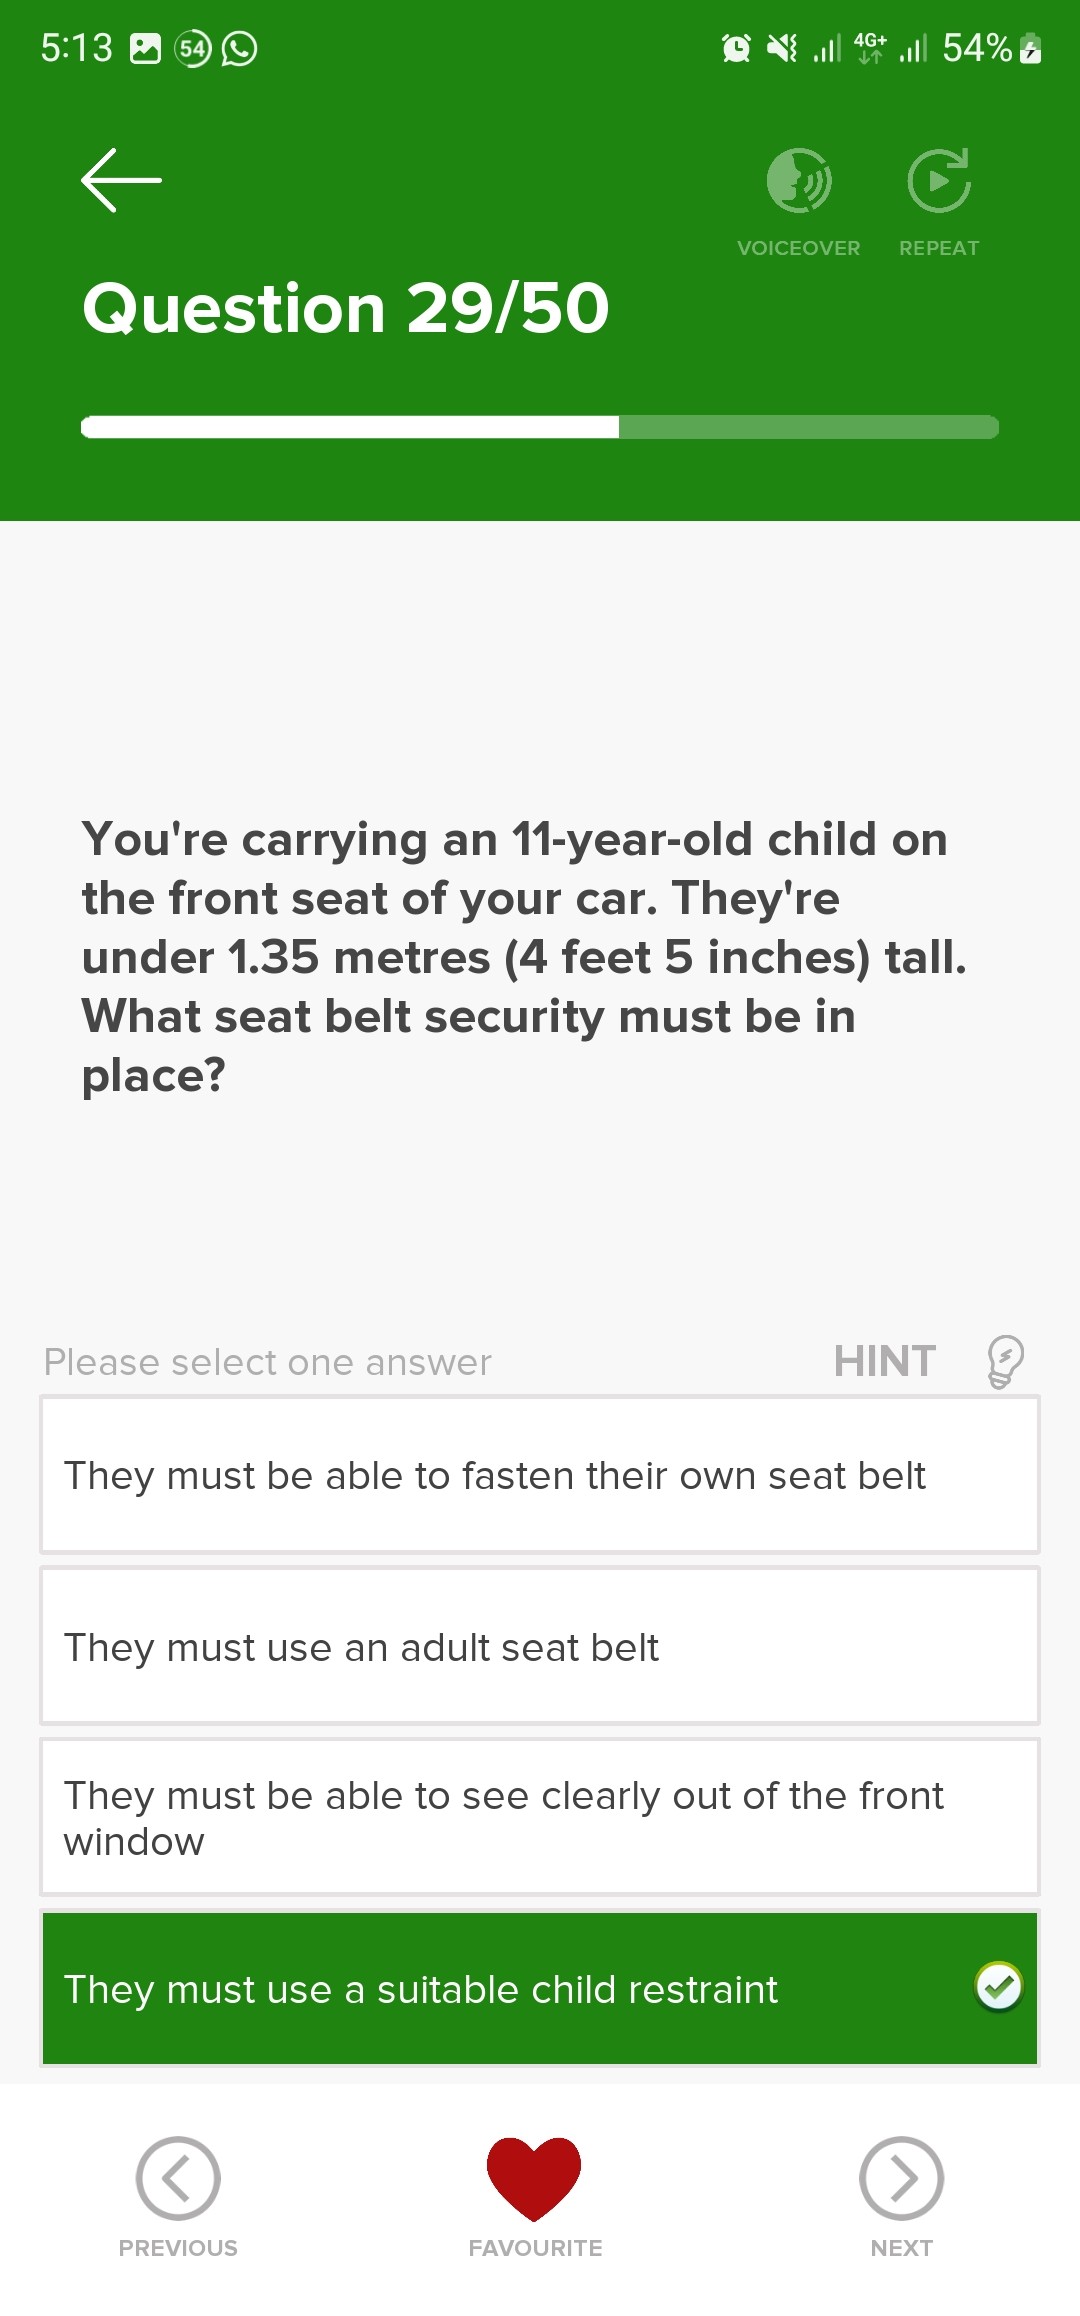 5:13 54 4G+ 54%
VOICEOVER REPEAT
Question 29/50
You're carrying an 11-year-old child on
the front seat of your car. They're
under 1.35 metres (4 feet 5 inches) tall.
What seat belt security must be in
place?
Please select one answer HINT
They must be able to fasten their own seat belt
They must use an adult seat belt
They must be able to see clearly out of the front
window
They must use a suitable child restraint
PREVIOUS FAVOURITE NEXT